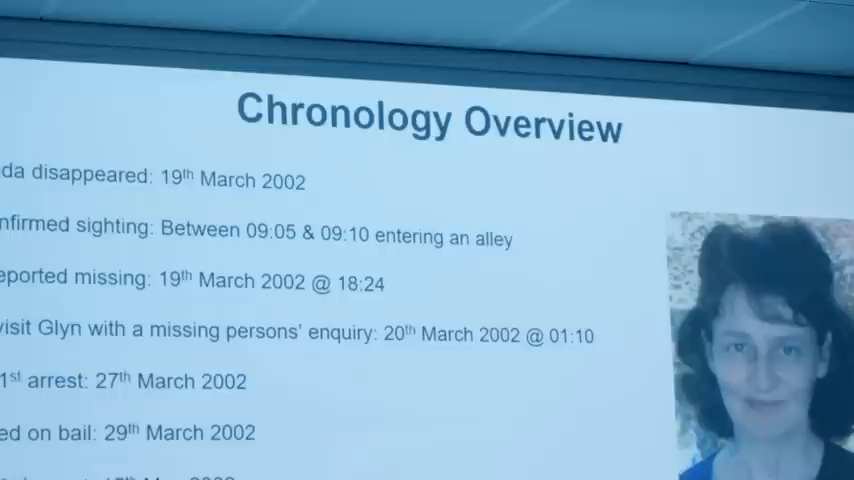 Chronology Overview
da disappeared: 19th March 2002
nfirmed sighting: Between 09:05 & 09:10 entering an alley
eported missing: 19th March 2002 @ 18:24
visit Glyn with a missing persons' enquiry: 20th March 2002 @ 01:10
1st arrest: 27th March 2002
ed on bail: 29th March 2002